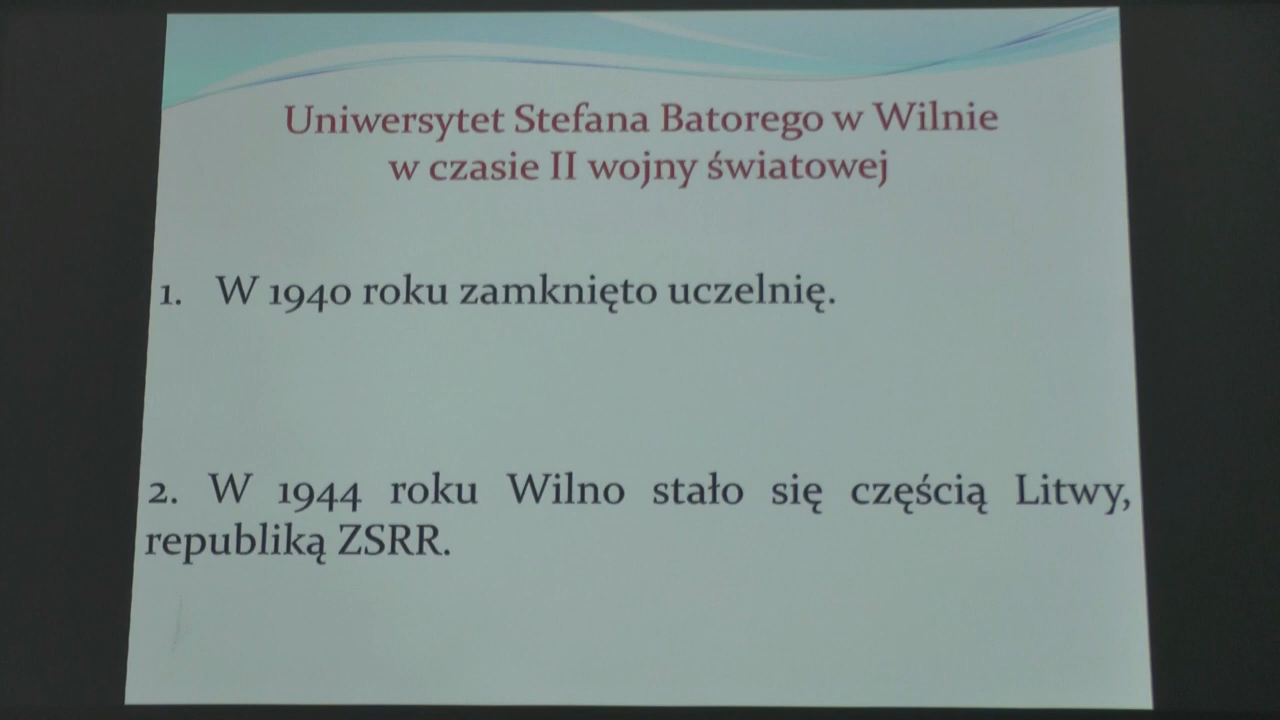 Uniwersytet Stefana Batorego w Wilnie
w czasie II wojny światowej
1. W 1940 roku zamknięto uczelnię.
2. W 1944 roku Wilno stało się częścią Litwy,
republiką ZSRR.